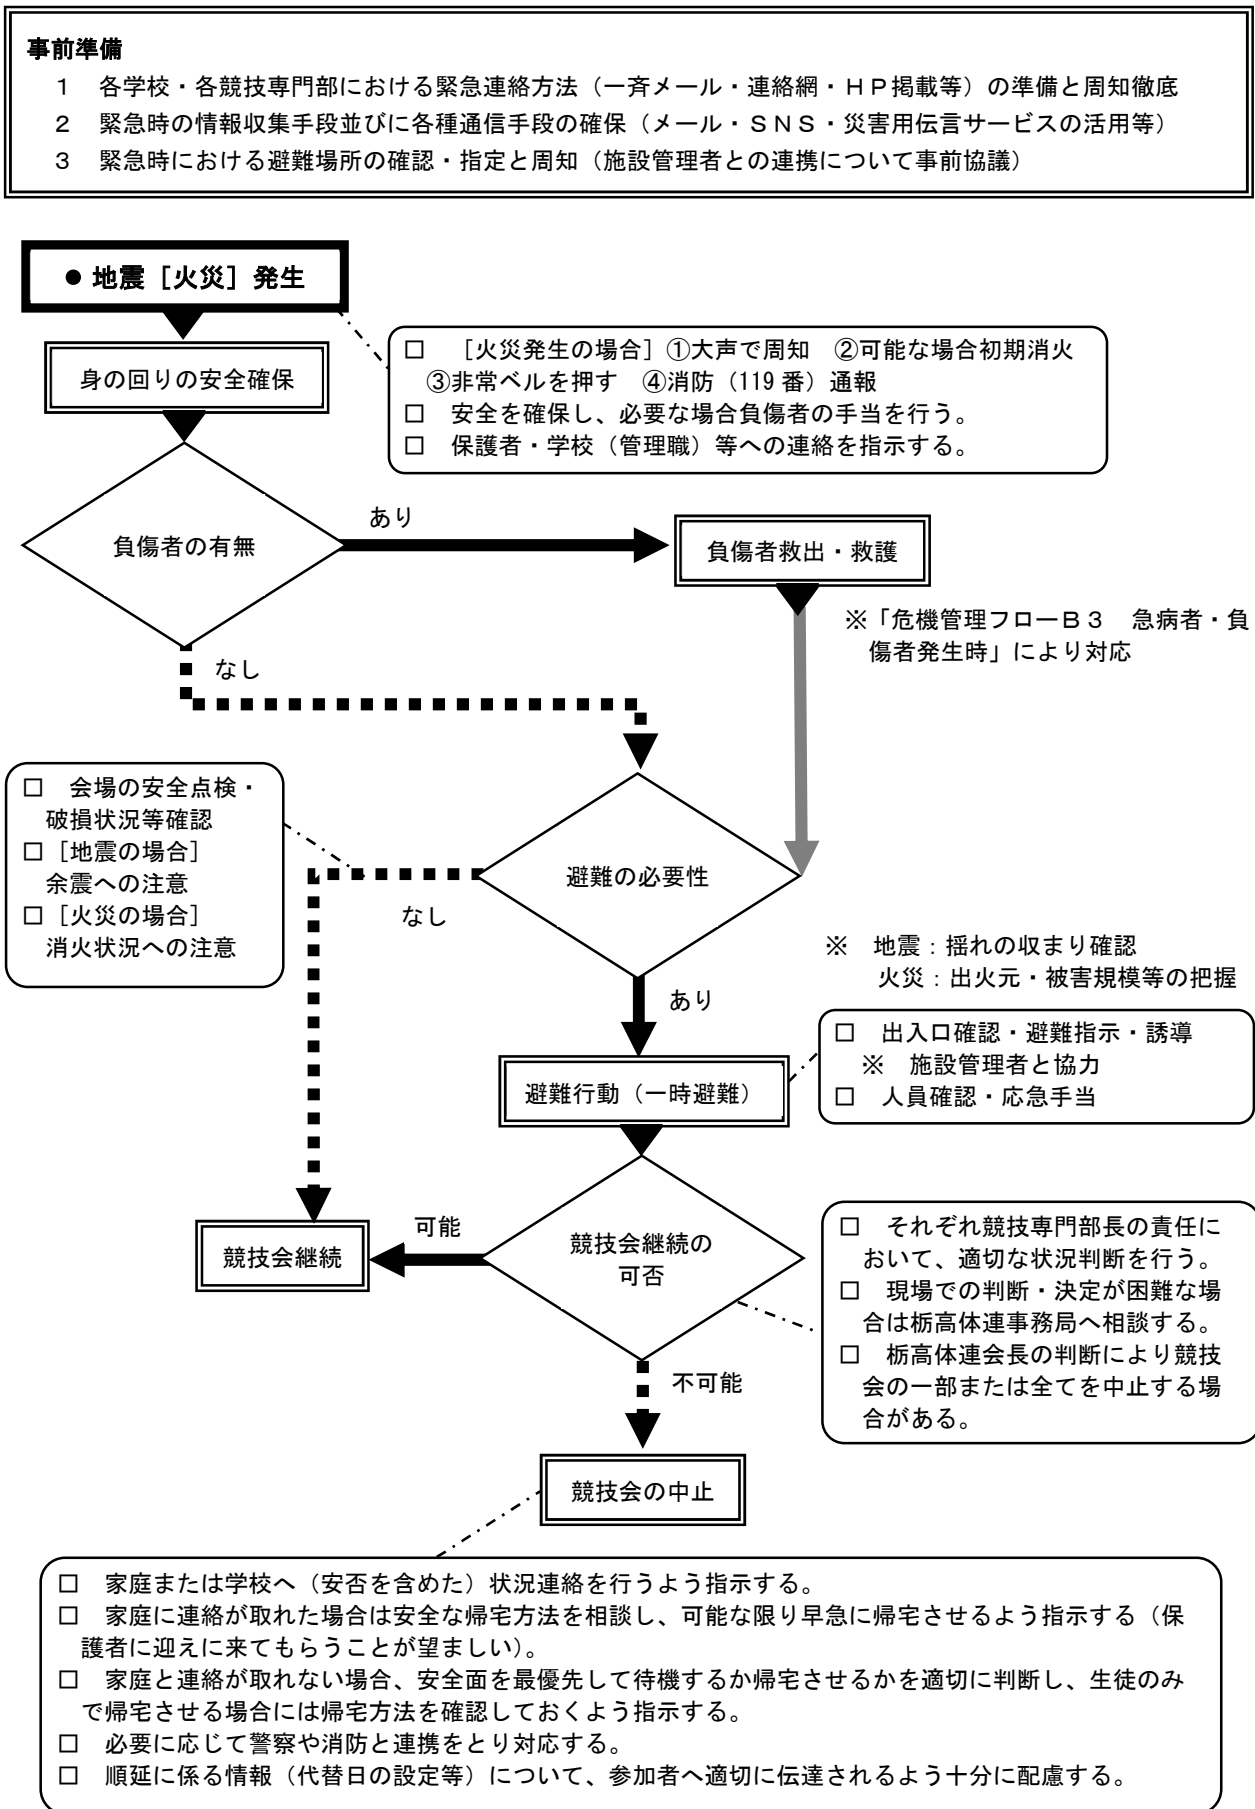 事前準備
１　各学校・各競技専門部における緊急連絡方法（一斉メール・連絡網・ＨＰ掲載等）の準備と周知徹底
２　緊急時の情報収集手段並びに各種通信手段の確保（メール・ＳＮＳ・災害用伝言サービスの活用等）
３　緊急時における避難場所の確認・指定と周知（施設管理者との連携について事前協議）
● 地震［火災］発生
□　［火災発生の場合］①大声で周知　②可能な場合初期消火
③非常ベルを押す　④消防（119 番）通報
□　安全を確保し、必要な場合負傷者の手当を行う。
□　保護者・学校（管理職）等への連絡を指示する。
身の回りの安全確保
負傷者の有無
あり
負傷者救出・救護
※「危機管理フローＢ３　急病者・負
傷者発生時」により対応
なし
□　会場の安全点検・
破損状況等確認
□［地震の場合］
余震への注意
□［火災の場合］
消火状況への注意
避難の必要性
なし
※　地震：揺れの収まり確認
火災：出火元・被害規模等の把握
あり
避難行動（一時避難）
□　出入口確認・避難指示・誘導
※　施設管理者と協力
□　人員確認・応急手当
競技会継続の
可否
可能
競技会継続
□　それぞれ競技専門部長の責任に
おいて、適切な状況判断を行う。
□　現場での判断・決定が困難な場
合は栃高体連事務局へ相談する。
□　栃高体連会長の判断により競技
会の一部または全てを中止する場
合がある。
不可能
競技会の中止
□　家庭または学校へ（安否を含めた）状況連絡を行うよう指示する。
□　家庭に連絡が取れた場合は安全な帰宅方法を相談し、可能な限り早急に帰宅させるよう指示する（保
護者に迎えに来てもらうことが望ましい）。
□　家庭と連絡が取れない場合、安全面を最優先して待機するか帰宅させるかを適切に判断し、生徒のみ
で帰宅させる場合には帰宅方法を確認しておくよう指示する。
□　必要に応じて警察や消防と連携をとり対応する。
□　順延に係る情報（代替日の設定等）について、参加者へ適切に伝達されるよう十分に配慮する。